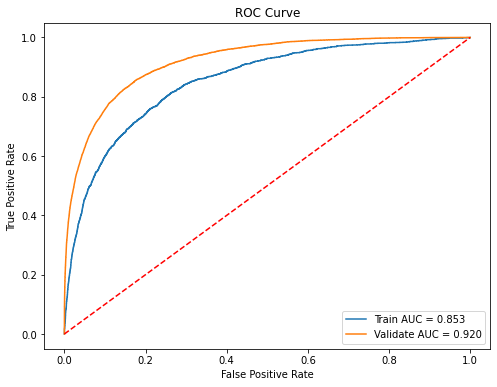 ROC Curve
True Positive Rate
1.0
0.8
0.6
0.4
0.2
0.0
0.0 0.2 0.4 0.6 0.8 1.0
False Positive Rate
Train AUC = 0.853
Validate AUC = 0.920